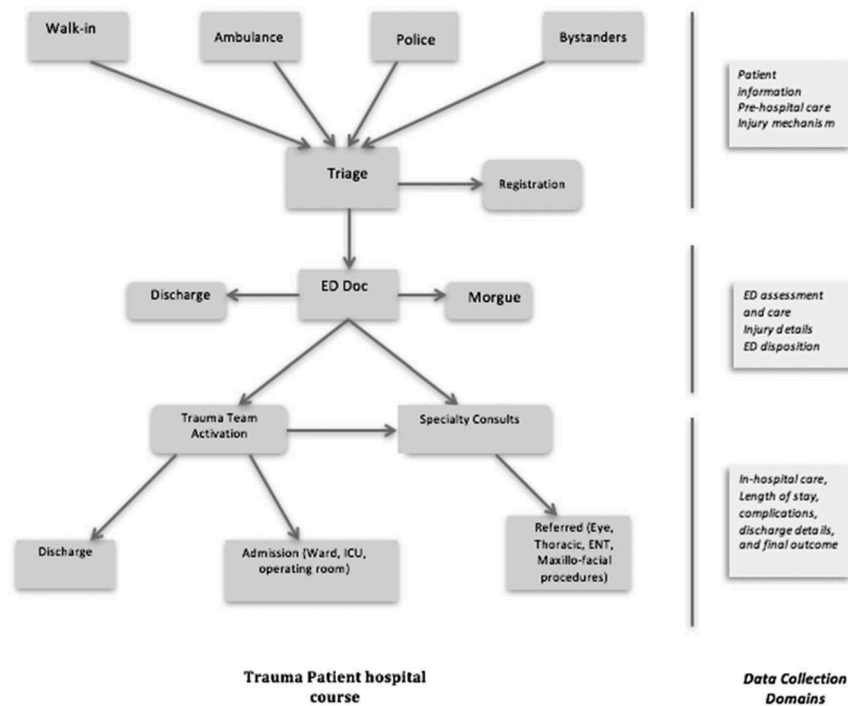 Walk-in
Ambulance
Police
Bystanders
Patient
information
Pre-hospital care
Injury mechanism
Triage
Registration
ED Doc
Discharge
Morgue
ED assessment
and care
Injury details
ED disposition
Trauma Team
Activation
Specialty Consults
In-hospital care,
Length of stay,
complications,
discharge details,
and final outcome
Discharge
Admission (Ward, ICU,
operating room)
Referred (Eye,
Thoracic, ENT,
Maxillo-facial
procedures)
Trauma Patient hospital
course
Data Collection
Domains